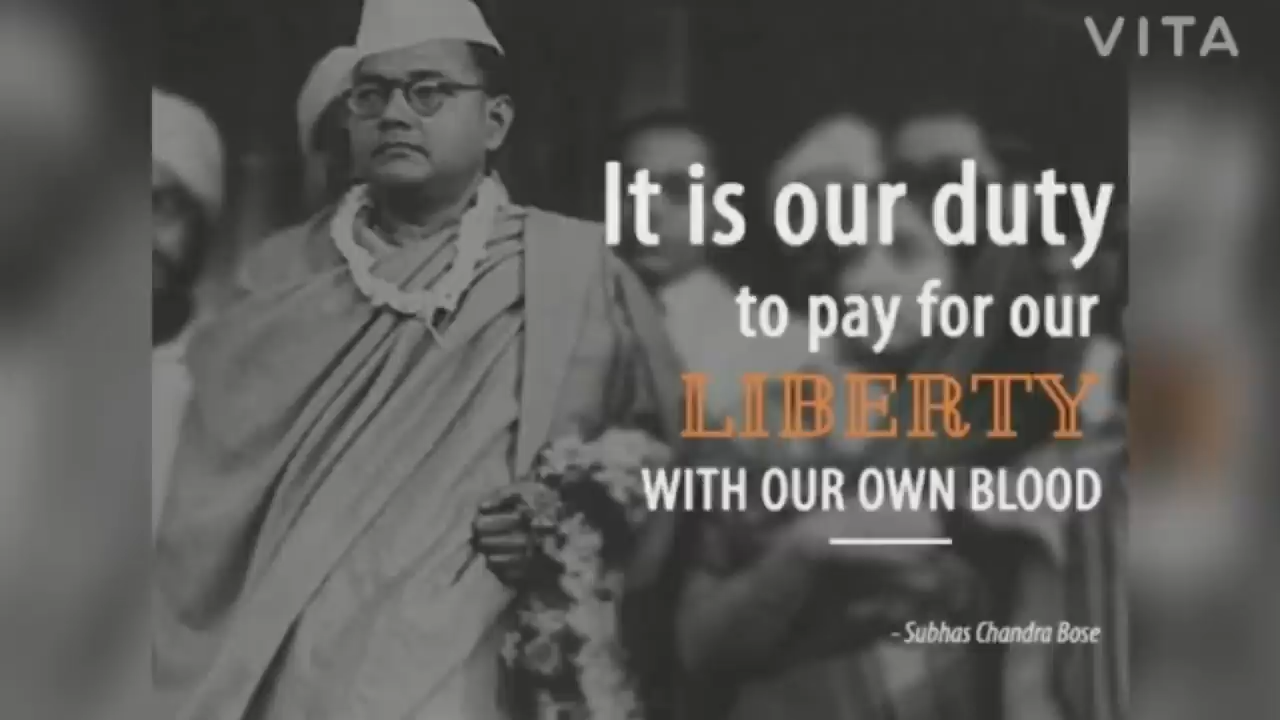 VITA
It is our duty
to pay for our
LIBERTY
WITH OUR OWN BLOOD
- Subhas Chandra Bose